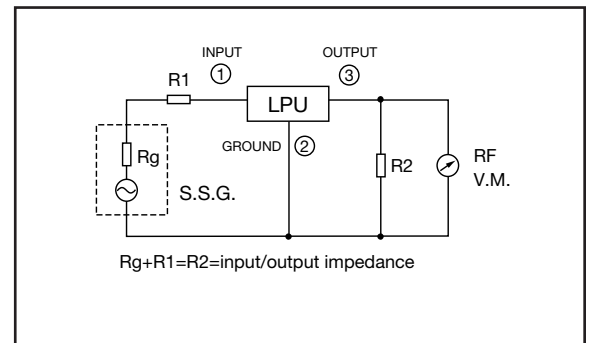 INPUT OUTPUT
① ③
R1
LPU
GROUND ②
Rg
R2
RF
V.M.
S.S.G.
Rg+R1=R2=input/output impedance